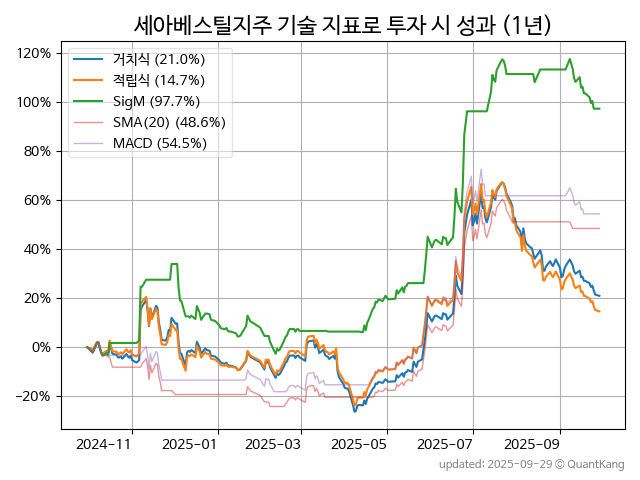 세아베스틸지주 기술 지표로 투자 시 성과 (1년)
거치식 (21.0%)
적립식 (14.7%)
SigM (97.7%)
SMA(20) (48.6%)
MACD (54.5%)
120%
100%
80%
60%
40%
20%
0%
−20%
2024-11 2025-01 2025-03 2025-05 2025-07 2025-09
updated: 2025-09-29 © QuantKang